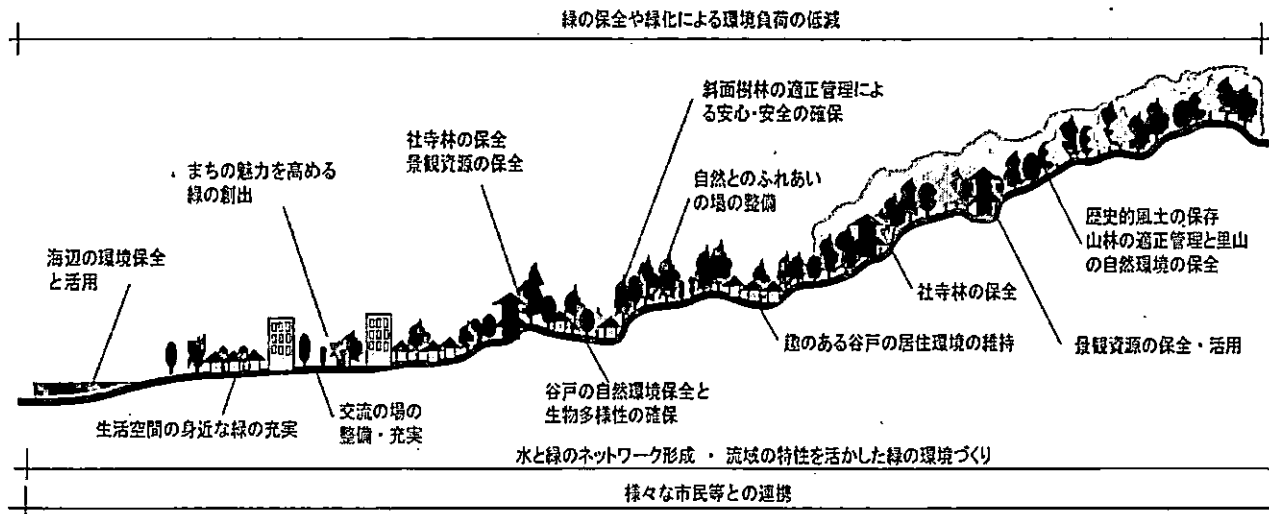 緑の保全や緑化による環境負荷の低減
斜面樹林の適正管理によ
る安心・安全の確保
社寺林の保全
景観資源の保全
まちの魅力を高める
緑の創出
自然とのふれあい
の場の整備
海辺の環境保全
と活用
歴史的風土の保存
山林の適正管理と里山
の自然環境の保全
社寺林の保全
趣のある谷戸の居住環境の維持
景観資源の保全・活用
谷戸の自然環境保全と
生物多様性の確保
交流の場の
整備・充実
生活空間の身近な緑の充実
水と緑のネットワーク形成 ・ 流域の特性を活かした緑の環境づくり
様々な市民等との連携